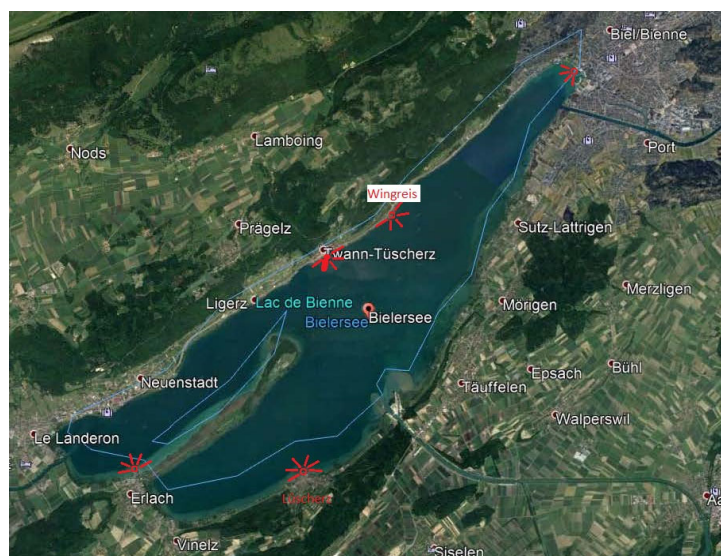 Biel/Bienne
Nods
Lamboing
Port
Wingreis
Prägelz
Twann-Tüscherz
Sutz-Lattrigen
Ligerz
Lac de Bienne
Bielersee
Bielersee
Mörigen
Merzligen
Neuenstadt
Täuffelen
Epsach
Bühl
Walperswil
Le Landeron
Erlach
Vinelz
Siselen